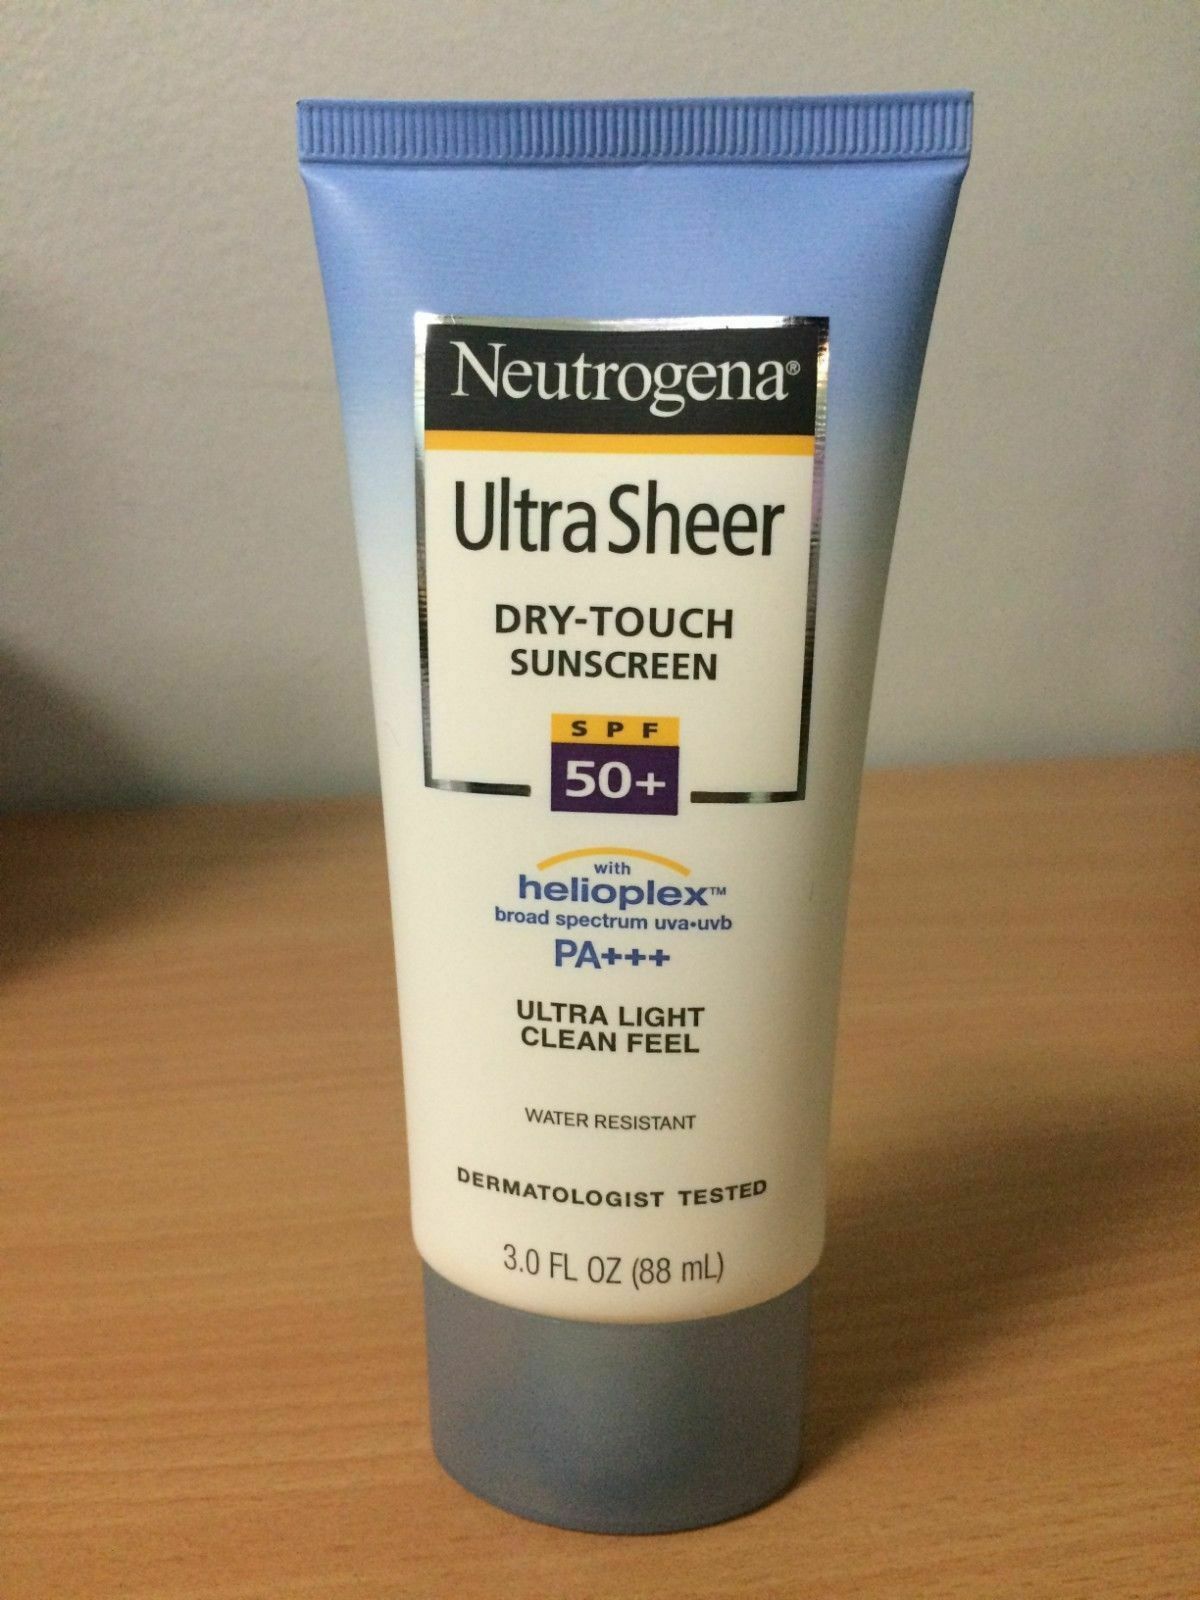 Neutrogena®
Ultra Sheer
DRY-TOUCH
SUNSCREEN
SPF
50+
with
helioplex™
broad spectrum uva•uvb
PA+++
ULTRA LIGHT
CLEAN FEEL
WATER RESISTANT
DERMATOLOGIST TESTED
3.0 FL OZ (88 mL)